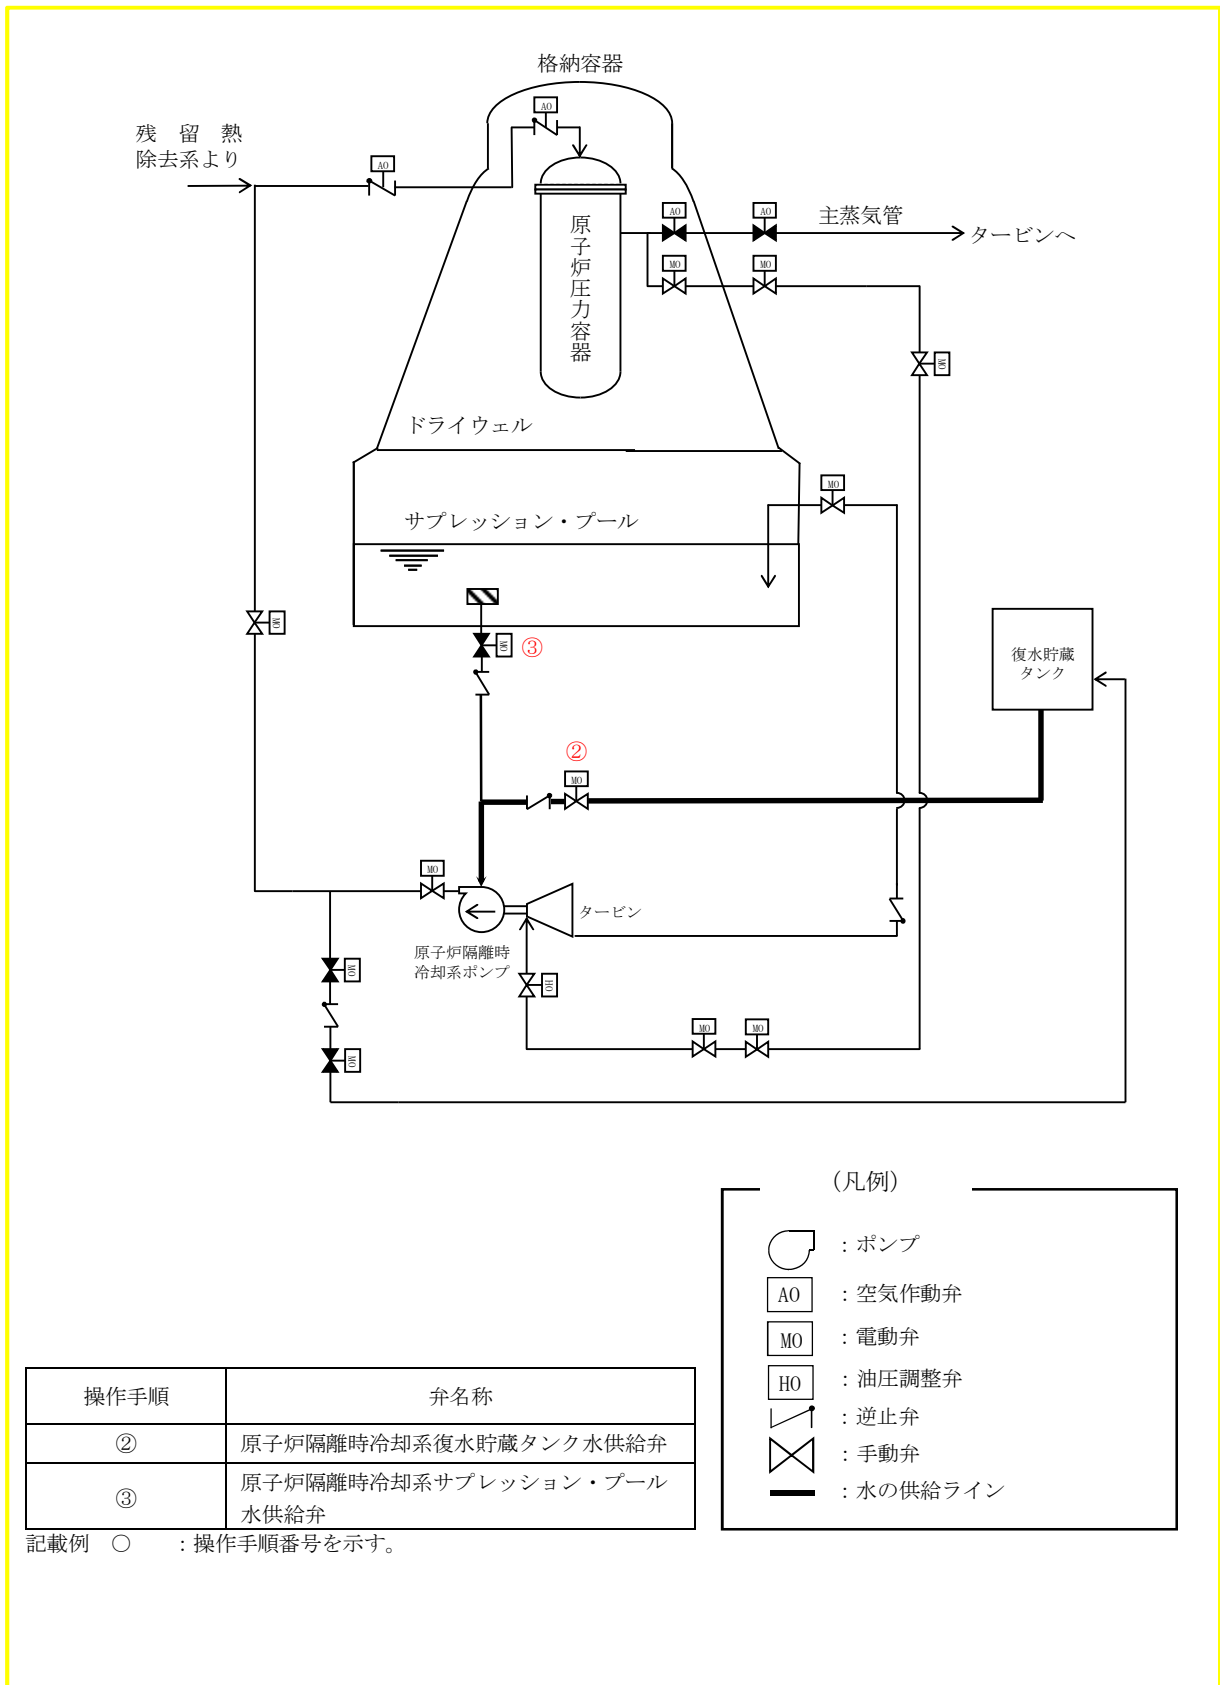 格納容器
AO
残　留　熱
除去系より
AO
原子炉圧力容器
AO
AO
主蒸気管
タービンへ
MO
MO
MO
ドライウェル
MO
サプレッション・プール
MO
MO
③
復水貯蔵
タンク
②
MO
MO
タービン
原子炉隔離時
冷却系ポンプ
MO
HO
MO
MO
MO
（凡例）
：ポンプ
AO ：空気作動弁
MO ：電動弁
HO ：油圧調整弁
：逆止弁
：手動弁
：水の供給ライン
操作手順 弁名称
② 原子炉隔離時冷却系復水貯蔵タンク水供給弁
③ 原子炉隔離時冷却系サプレッション・プール
水供給弁
記載例　○　　：操作手順番号を示す。